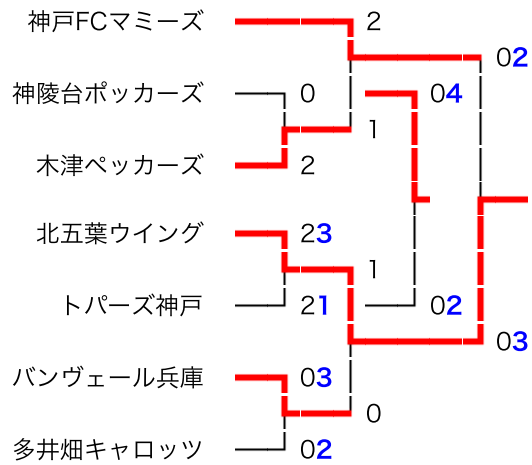 神戸FCマミーズ 2
02
神陵台ポッカーズ 0 04
1
木津ペッカーズ 2
北五葉ウイング 23
1
トパーズ神戸 21 02
03
バンヴェール兵庫 03
0
多井畑キャロッツ 02